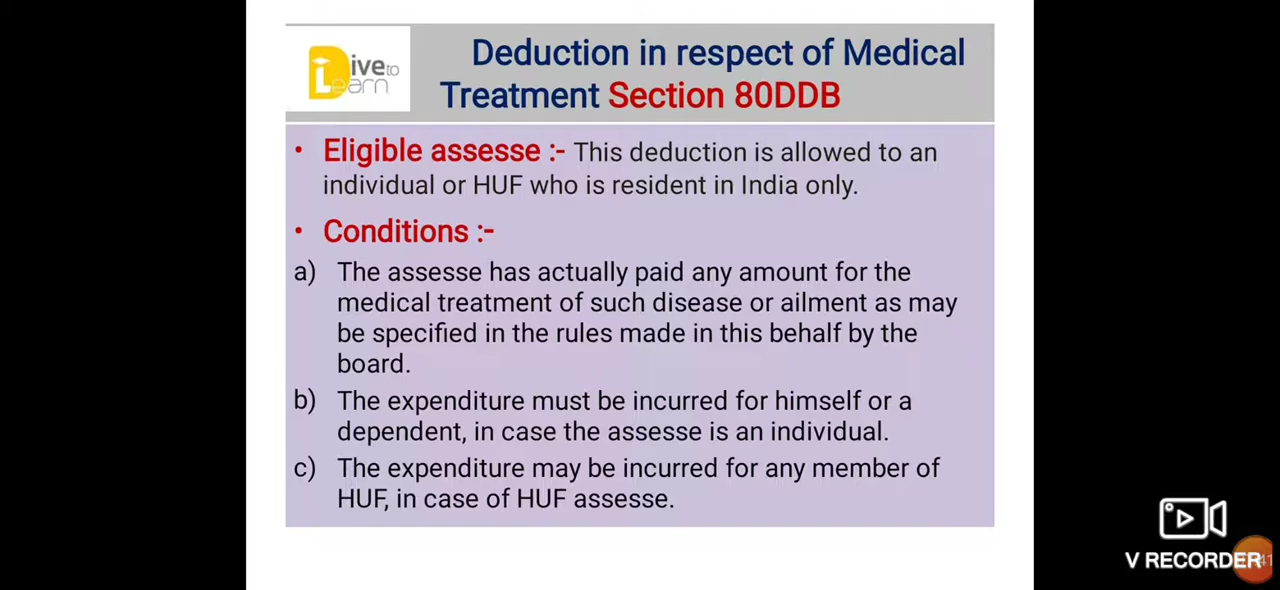 Dive to
Learn
Deduction in respect of Medical
Treatment Section 80DDB
• Eligible assesse :- This deduction is allowed to an
individual or HUF who is resident in India only.
• Conditions :-
a) The assesse has actually paid any amount for the
medical treatment of such disease or ailment as may
be specified in the rules made in this behalf by the
board.
b) The expenditure must be incurred for himself or a
dependent, in case the assesse is an individual.
c) The expenditure may be incurred for any member of
HUF, in case of HUF assesse.
V RECORDER